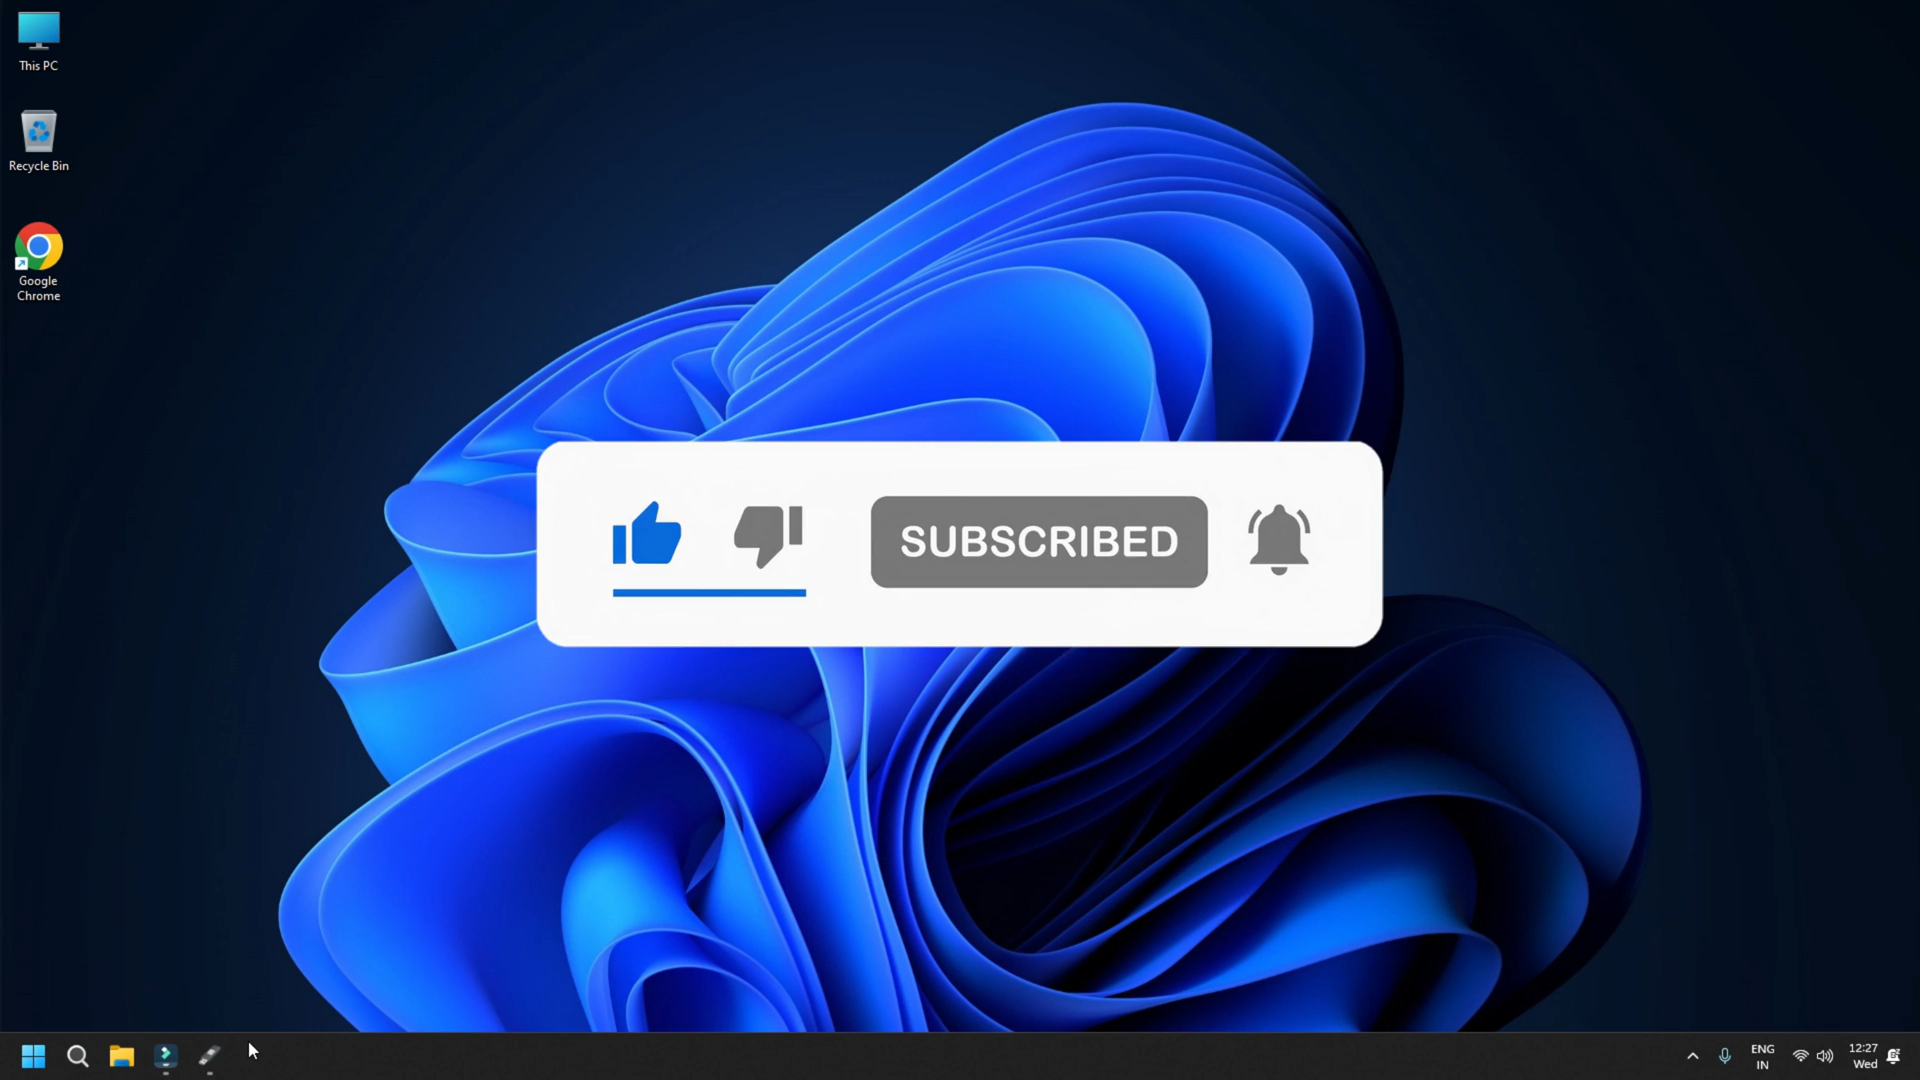 This PC
Recycle Bin
Google
Chrome
SUBSCRIBED
ENG
IN
12:27
Wed